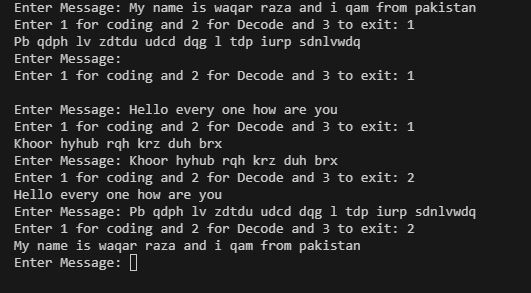 Enter Message: My name is waqar raza and i qam from pakistan
Enter 1 for coding and 2 for Decode and 3 to exit: 1
Pb qdph lv zdtdu udcd dqg l tdp iurp sdnlvwdq
Enter Message:
Enter 1 for coding and 2 for Decode and 3 to exit: 1
Enter Message: Hello every one how are you
Enter 1 for coding and 2 for Decode and 3 to exit: 1
Khoor hyhub rqh krz duh brx
Enter Message: Khoor hyhub rqh krz duh brx
Enter 1 for coding and 2 for Decode and 3 to exit: 2
Hello every one how are you
Enter Message: Pb qdph lv zdtdu udcd dqg l tdp iurp sdnlvwdq
Enter 1 for coding and 2 for Decode and 3 to exit: 2
My name is waqar raza and i qam from pakistan
Enter Message: